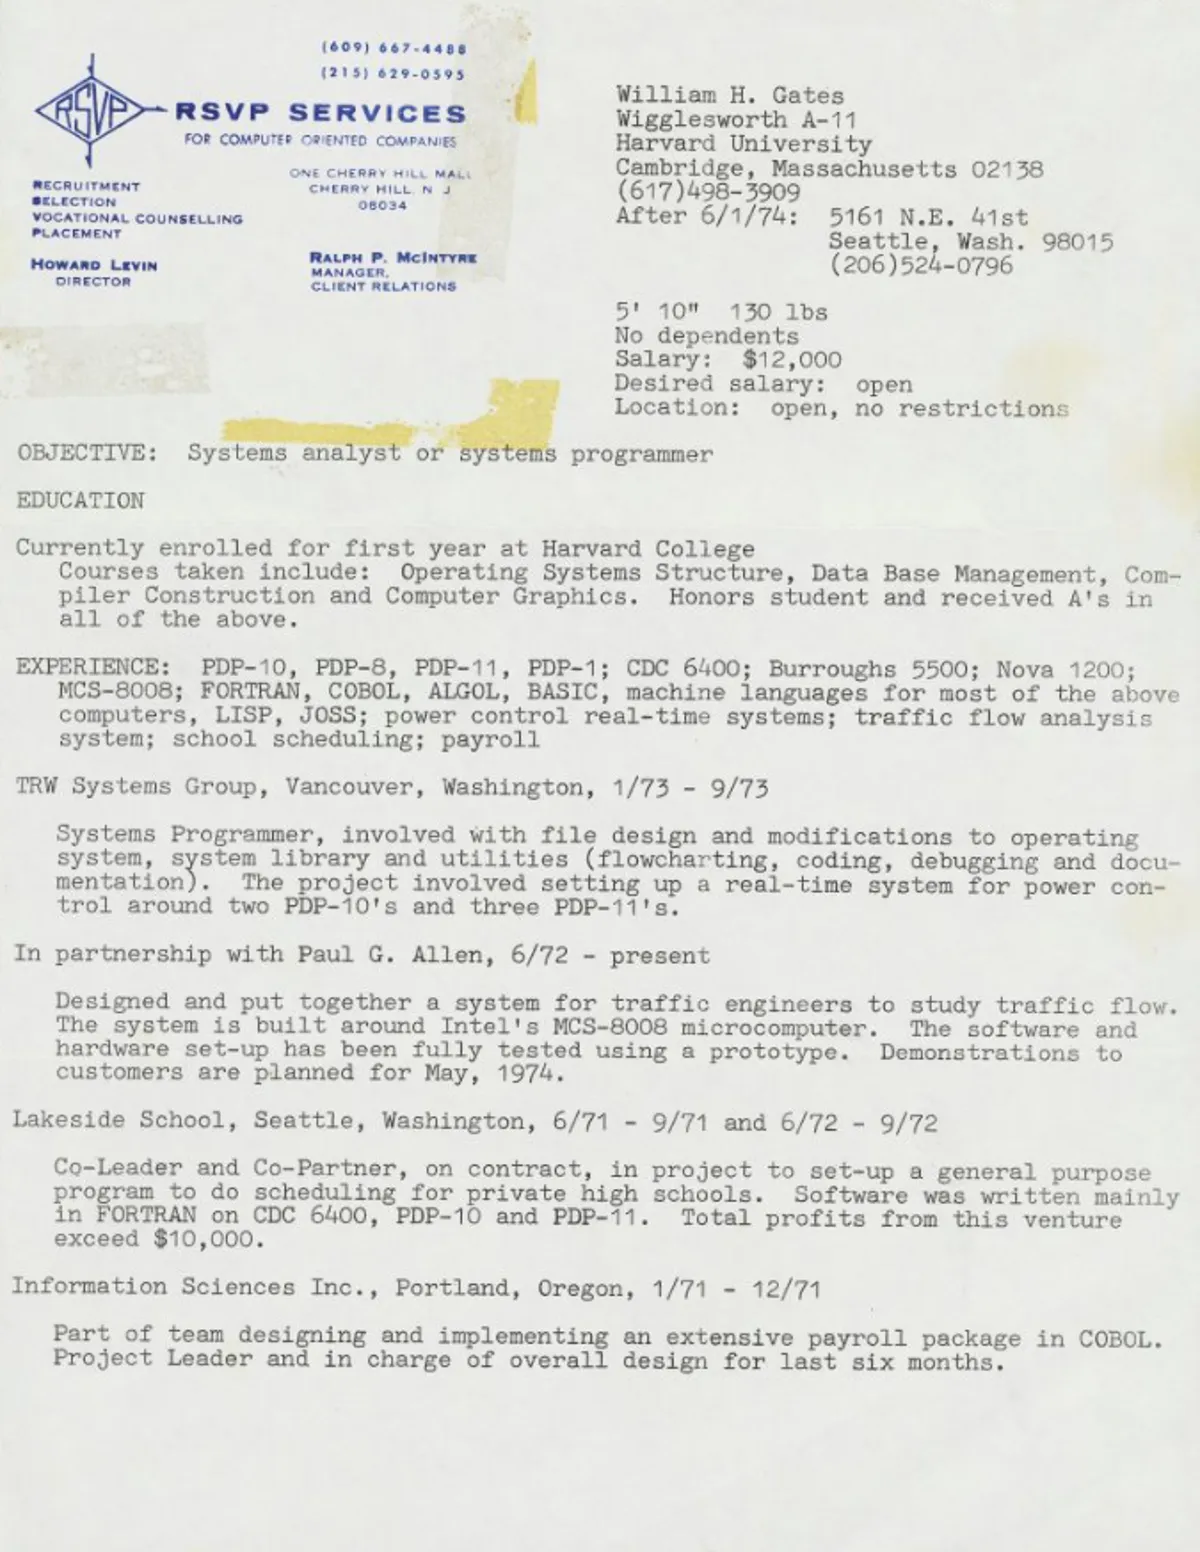 (609) 667-4488
(215) 629-0595
RSVP
RSVP SERVICES
FOR COMPUTER ORIENTED COMPANIES
RECRUITMENT
SELECTION
VOCATIONAL COUNSELLING
PLACEMENT
HOWARD LEVIN
DIRECTOR
ONE CHERRY HILL MALL
CHERRY HILL, N J
08034
RALPH P. MCINTYRE
MANAGER,
CLIENT RELATIONS
William H. Gates
Wigglesworth A-11
Harvard University
Cambridge, Massachusetts 02138
(617)498-3909
After 6/1/74: 5161 N.E. 41st
Seattle, Wash. 98015
(206)524-0796
5' 10" 130 lbs
No dependents
Salary: $12,000
Desired salary: open
Location: open, no restrictions
OBJECTIVE: Systems analyst or systems programmer
EDUCATION
Currently enrolled for first year at Harvard College
Courses taken include: Operating Systems Structure, Data Base Management, Com-
piler Construction and Computer Graphics. Honors student and received A's in
all of the above.
EXPERIENCE: PDP-10, PDP-8, PDP-11, PDP-1; CDC 6400; Burroughs 5500; Nova 1200;
MCS-8008; FORTRAN, COBOL, ALGOL, BASIC, machine languages for most of the above
computers, LISP, JOSS; power control real-time systems; traffic flow analysis
system; school scheduling; payroll
TRW Systems Group, Vancouver, Washington, 1/73 - 9/73
Systems Programmer, involved with file design and modifications to operating
system, system library and utilities (flowcharting, coding, debugging and docu-
mentation). The project involved setting up a real-time system for power con-
trol around two PDP-10's and three PDP-11's.
In partnership with Paul G. Allen, 6/72 - present
Designed and put together a system for traffic engineers to study traffic flow.
The system is built around Intel's MCS-8008 microcomputer. The software and
hardware set-up has been fully tested using a prototype. Demonstrations to
customers are planned for May, 1974.
Lakeside School, Seattle, Washington, 6/71 - 9/71 and 6/72 - 9/72
Co-Leader and Co-Partner, on contract, in project to set-up a general purpose
program to do scheduling for private high schools. Software was written mainly
in FORTRAN on CDC 6400, PDP-10 and PDP-11. Total profits from this venture
exceed $10,000.
Information Sciences Inc., Portland, Oregon, 1/71 - 12/71
Part of team designing and implementing an extensive payroll package in COBOL.
Project Leader and in charge of overall design for last six months.